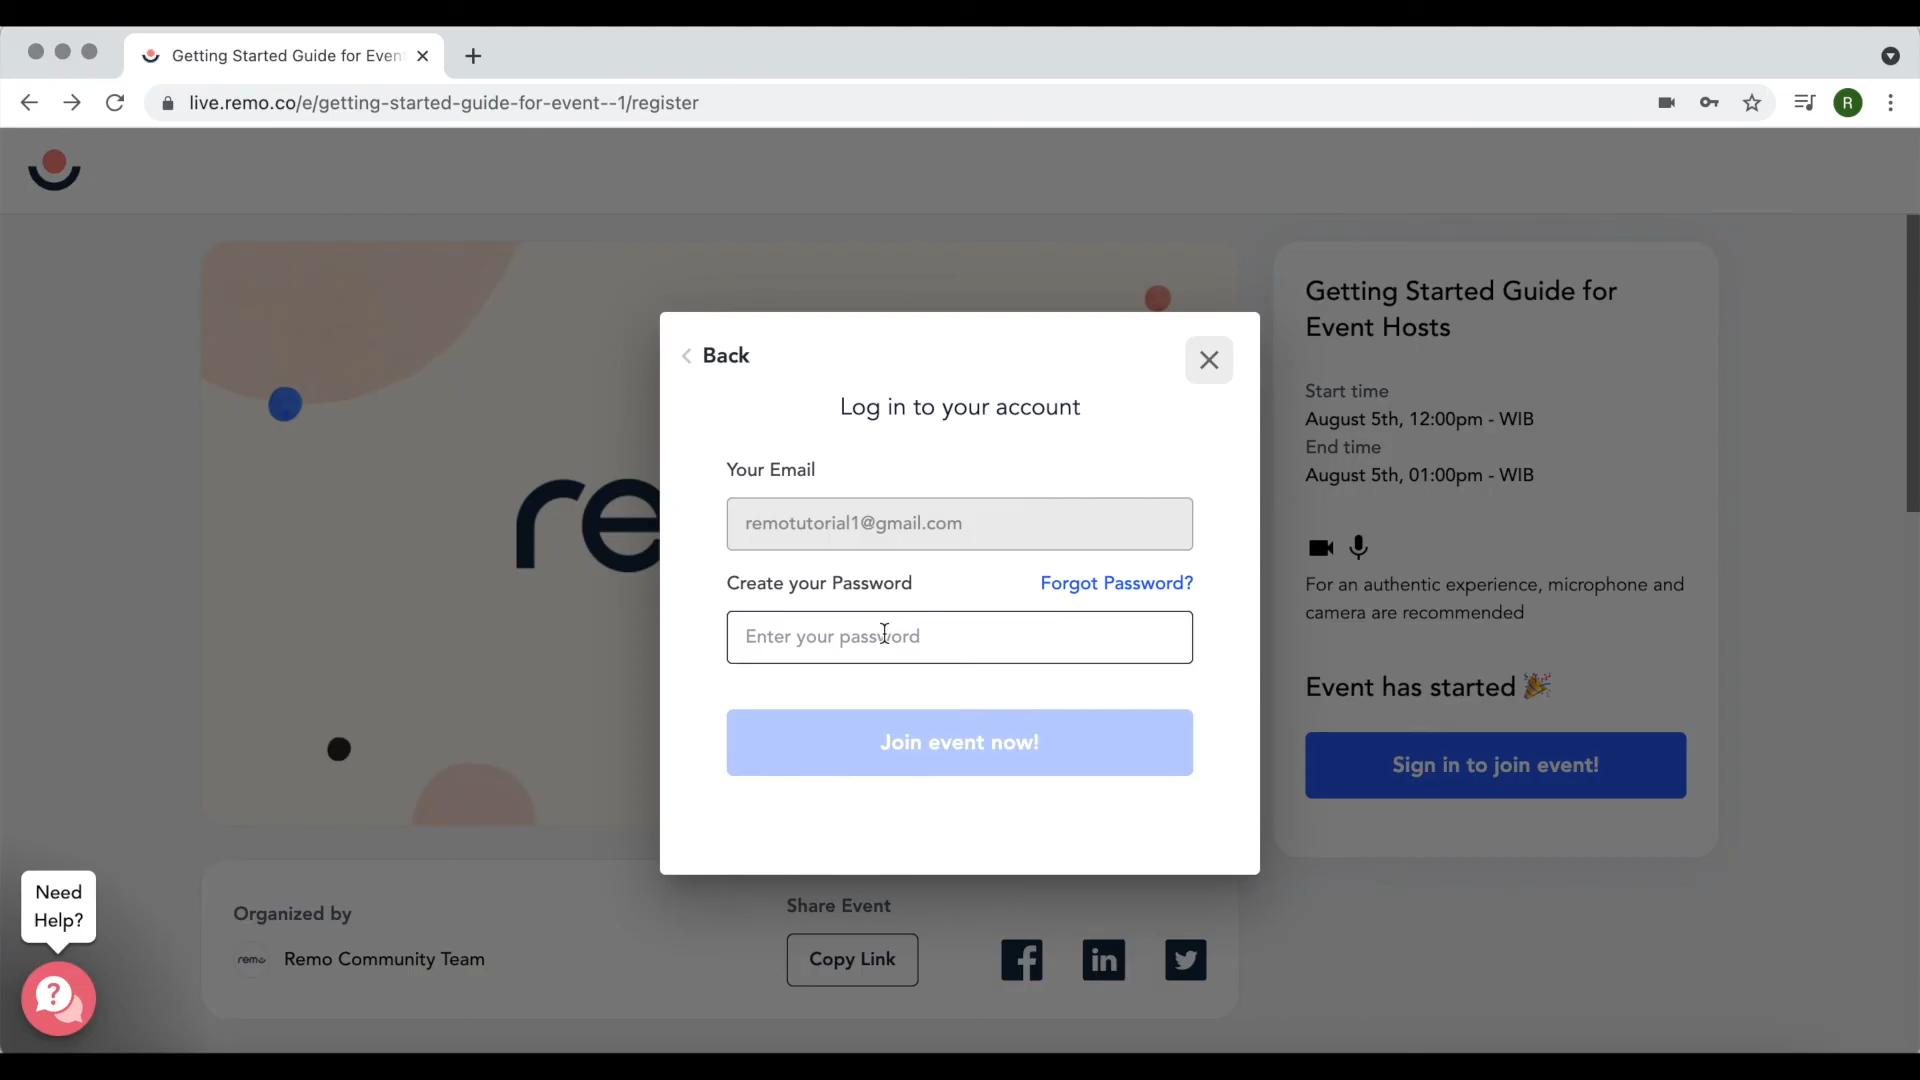 Getting Started Guide for Even
live.remo.co/e/getting-started-guide-for-event--1/register
R
re
Back
Log in to your account
Your Email
remotutorial1@gmail.com
Create your Password
Forgot Password?
Enter your password
Join event now!
Getting Started Guide for
Event Hosts
Start time
August 5th, 12:00pm - WIB
End time
August 5th, 01:00pm - WIB
For an authentic experience, microphone and
camera are recommended
Event has started 🎉
Sign in to join event!
Organized by
remo
Remo Community Team
Share Event
Copy Link
Need
Help?